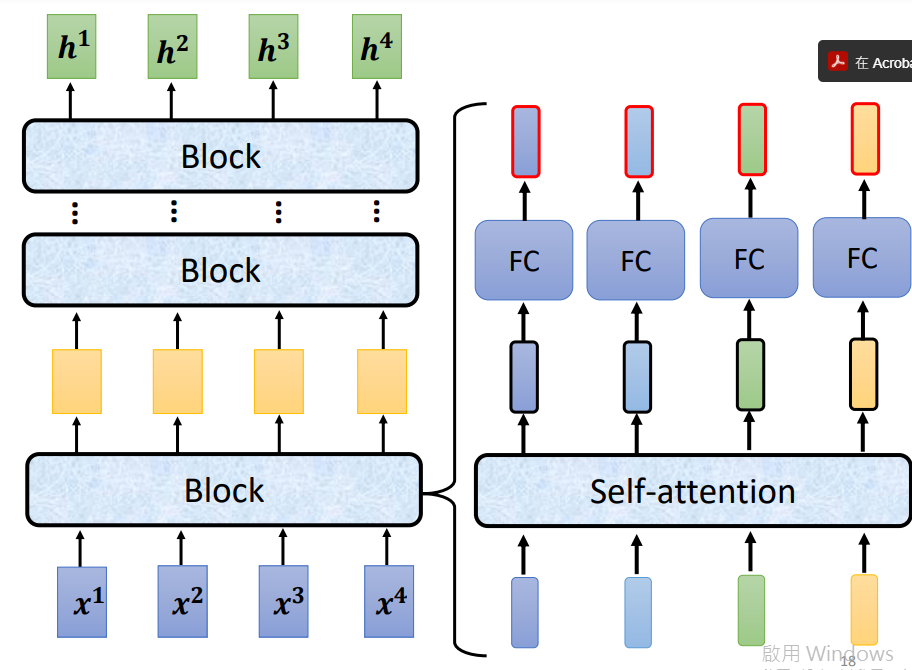 h¹ h² h³ h⁴
Block
Block
Block
x¹ x² x³ x⁴
在 Acroba
FC FC FC FC
Self-attention
啟用 Windows
18